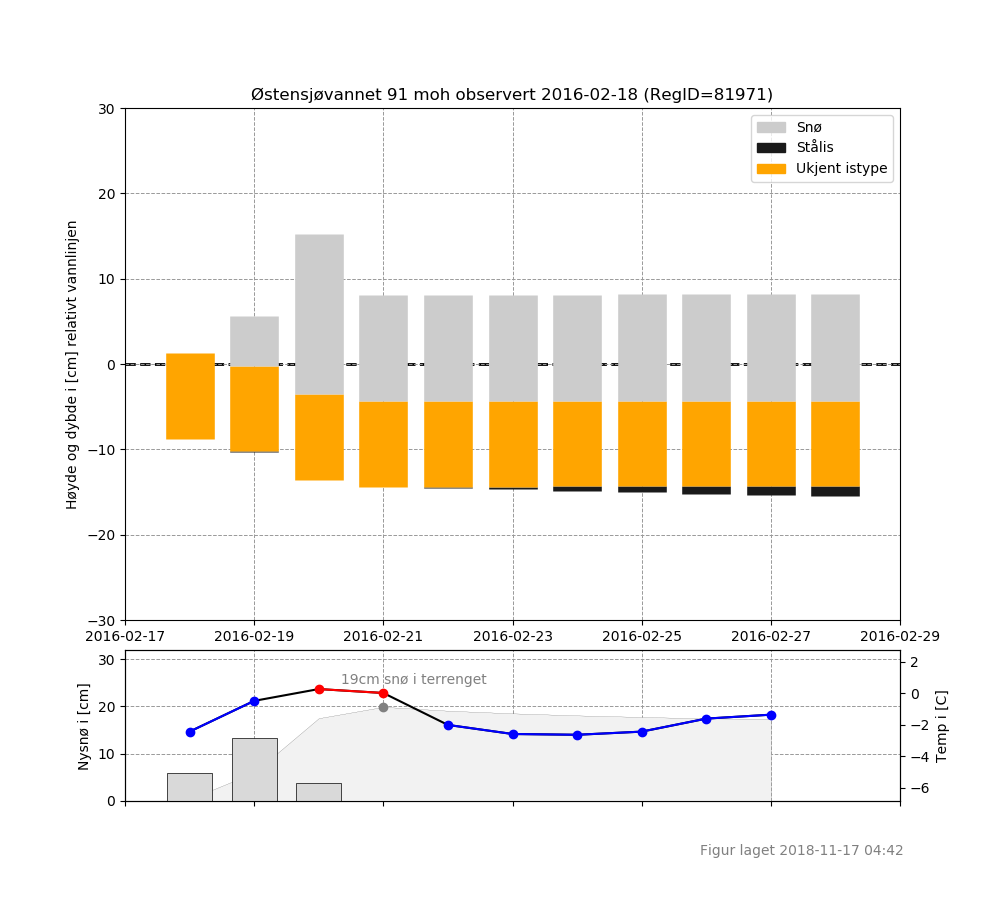 Østensjøvannet 91 moh observert 2016-02-18 (RegID=81971)
Snø
Stålis
Ukjent istype
Høyde og dybde i [cm] relativt vannlinjen
30
20
10
0
−10
−20
−30
2016-02-17 2016-02-19 2016-02-21 2016-02-23 2016-02-25 2016-02-27 2016-02-29
Nysnø i [cm]
30
20
10
0
19cm snø i terrenget
2
0
−2
−4
−6
Temp i [C]
Figur laget 2018-11-17 04:42